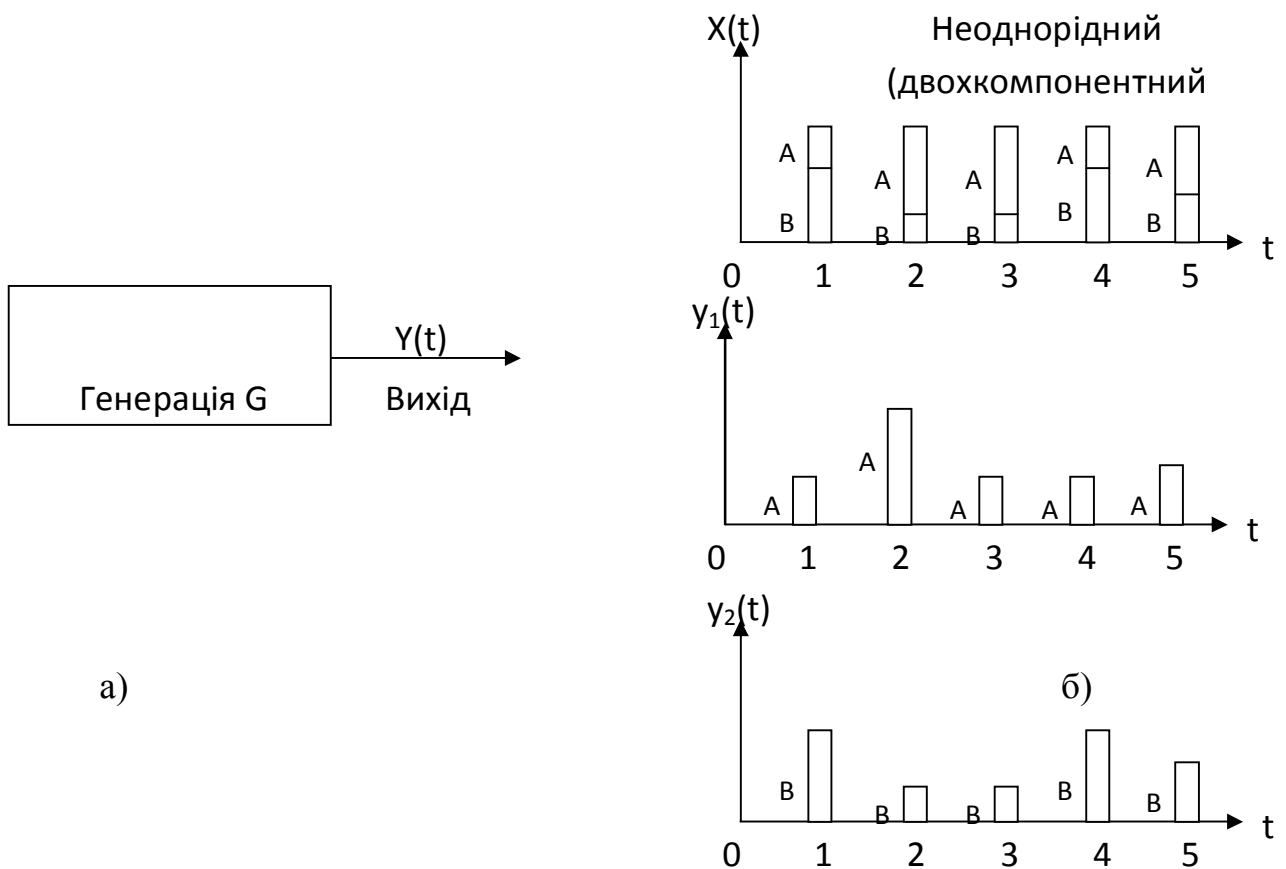 X(t)
Неоднорідний
(двохкомпонентний
A A A A A
B B B B B
t
0 1 2 3 4 5
Y(t)
Генерація G
Вихід
y₁(t)
A A A A A
t
0 1 2 3 4 5
y₂(t)
а)
б)
B B B B B
t
0 1 2 3 4 5